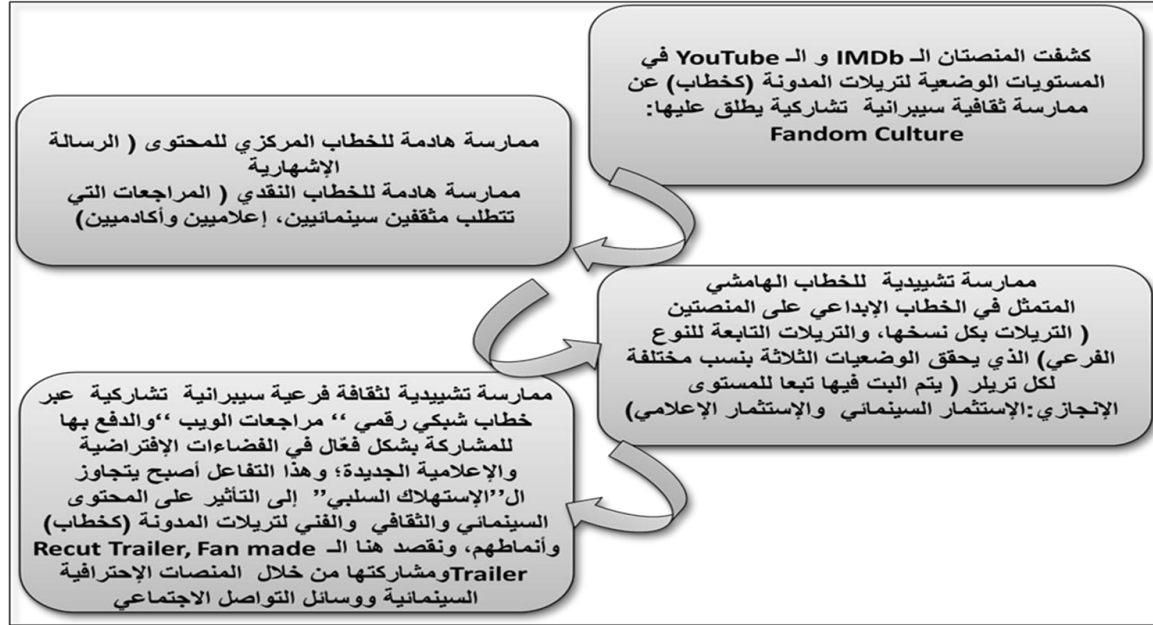 كشفت المنصتان الـ IMDb و الـ YouTube في
المستويات الوضعية لتريلات المدونة (كخطاب) عن
ممارسة ثقافية سيبرانية تشاركية يطلق عليها:
Fandom Culture
ممارسة هادمة للخطاب المركزي للمحتوى ( الرسالة
الإشهارية
ممارسة هادمة للخطاب النقدي ( المراجعات التي
تتطلب مثقفين سينمائيين، إعلاميين وأكادميين)
ممارسة تشييدية للخطاب الهامشي
المتمثل في الخطاب الإبداعي على المنصتين
( التريلات بكل نسخها، والتريلات التابعة للنوع
الفرعي) الذي يحقق الوضعيات الثلاثة بنسب مختلفة
لكل تريلر ( يتم البت فيها تبعا للمستوى
الإنجازي:الإستثمار السينمائي والإستثمار الإعلامي)
ممارسة تشييدية لثقافة فرعية سيبرانية تشاركية عبر
خطاب شبكي رقمي “ مراجعات الويب “والدفع بها
للمشاركة بشكل فعّال في الفضاءات الإفتراضية
والإعلامية الجديدة؛ وهذا التفاعل أصبح يتجاوز
ال’’الإستهلاك السلبي’’ إلى التأثير على المحتوى
السينمائي والثقافي والفني لتريلات المدونة (كخطاب)
وأنماطهم، ونقصد هنا الـ Recut Trailer, Fan made
Trailerومشاركتها من خلال المنصات الإحترافية
السينمائية ووسائل التواصل الاجتماعي